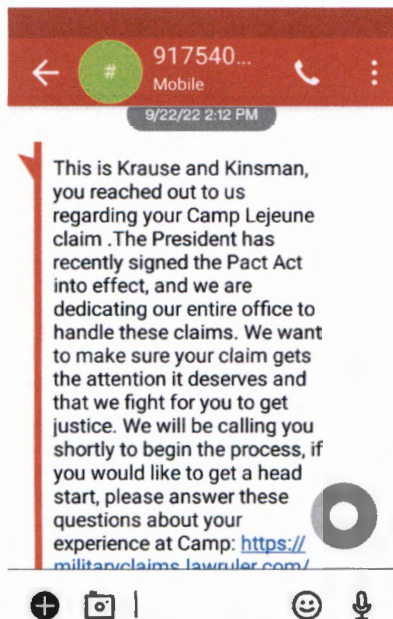 #
917540...
Mobile
9/22/22 2:12 PM
This is Krause and Kinsman,
you reached out to us
regarding your Camp Lejeune
claim .The President has
recently signed the Pact Act
into effect, and we are
dedicating our entire office to
handle these claims. We want
to make sure your claim gets
the attention it deserves and
that we fight for you to get
justice. We will be calling you
shortly to begin the process, if
you would like to get a head
start, please answer these
questions about your
experience at Camp: https://
militaryclaims.lawruler.com/